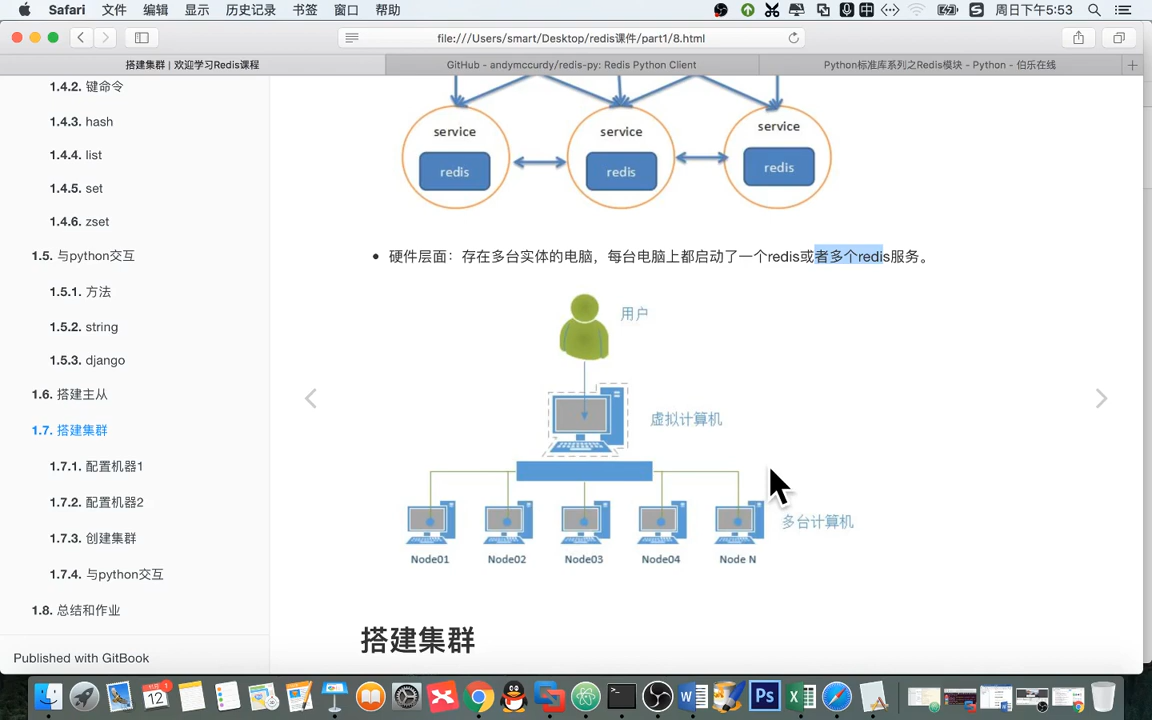 Safari 文件 编辑 显示 历史记录 书签 窗口 帮助 周日下午5:53
file:///Users/smart/Desktop/redis课件/part1/8.html
搭建集群 | 欢迎学习Redis课程
GitHub - andymccurdy/redis-py: Redis Python Client
Python标准库系列之Redis模块 - Python - 伯乐在线
1.4.2. 键命令
1.4.3. hash
1.4.4. list
1.4.5. set
1.4.6. zset
1.5. 与python交互
1.5.1. 方法
1.5.2. string
1.5.3. django
1.6. 搭建主从
1.7. 搭建集群
1.7.1. 配置机器1
1.7.2. 配置机器2
1.7.3. 创建集群
1.7.4. 与python交互
1.8. 总结和作业
Published with GitBook
service service service
redis redis redis
硬件层面：存在多台实体的电脑，每台电脑上都启动了一个redis或者多个redis服务。
用户
虚拟计算机
多台计算机
Node01 Node02 Node03 Node04 Node N
搭建集群